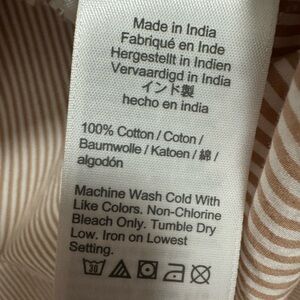 Made in India
Fabriqué en Inde
Hergestellt in Indien
Vervaardigd in India
インド製
hecho en india
100% Cotton / Coton /
Baumwolle / Katoen / 綿 /
algodón
Machine Wash Cold With
Like Colors. Non-Chlorine
Bleach Only. Tumble Dry
Low. Iron on Lowest
Setting.
30